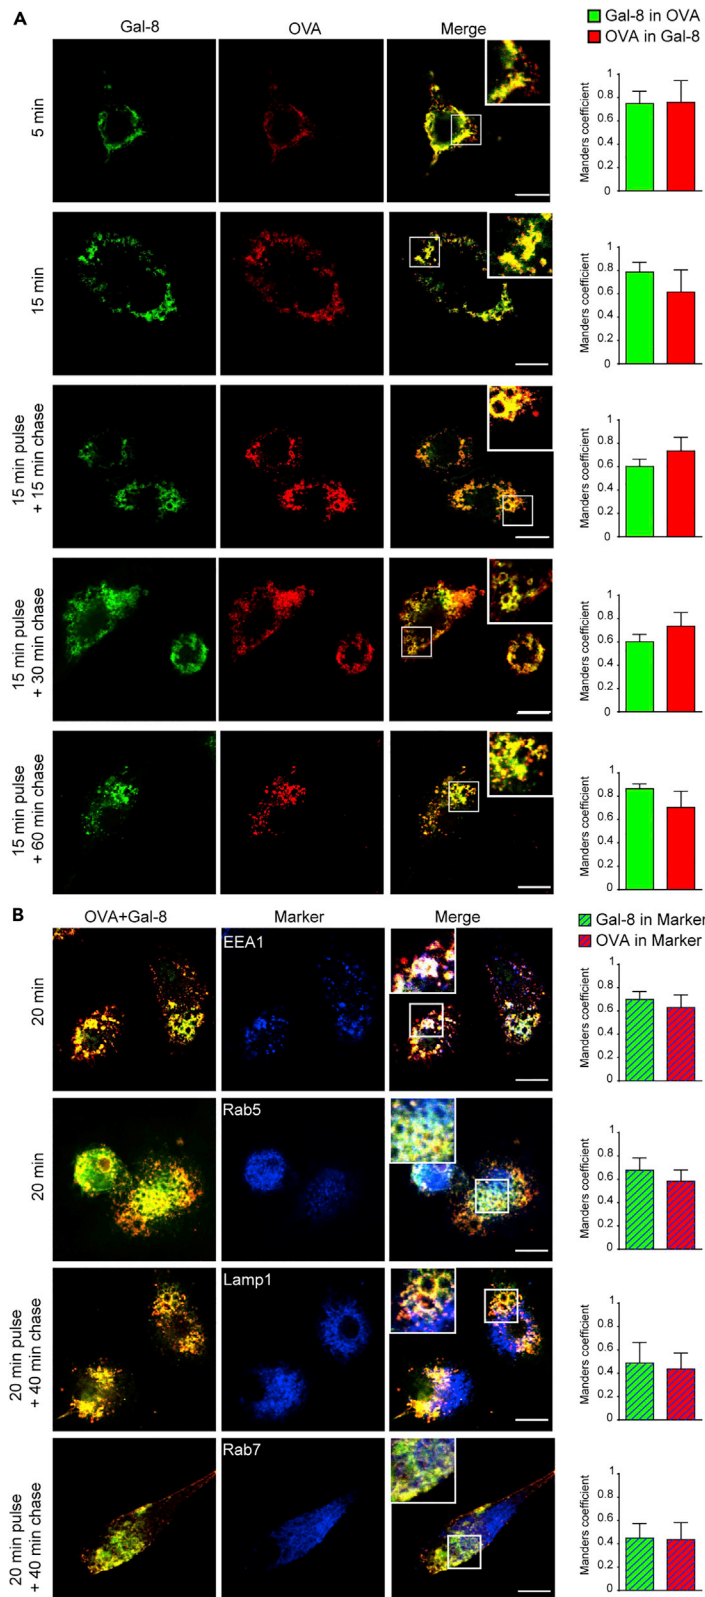 A
Gal-8 OVA Merge
Gal-8 in OVA
OVA in Gal-8
5 min
Manders coefficient
1
0.8
0.6
0.4
0.2
0
15 min
Manders coefficient
1
0.8
0.6
0.4
0.2
0
15 min pulse
+ 15 min chase
Manders coefficient
1
0.8
0.6
0.4
0.2
0
15 min pulse
+ 30 min chase
Manders coefficient
1
0.8
0.6
0.4
0.2
0
15 min pulse
+ 60 min chase
Manders coefficient
1
0.8
0.6
0.4
0.2
0
B
OVA+Gal-8 Marker Merge
Gal-8 in Marker
OVA in Marker
20 min
EEA1
Manders coefficient
1
0.8
0.6
0.4
0.2
0
20 min
Rab5
Manders coefficient
1
0.8
0.6
0.4
0.2
0
20 min pulse
+ 40 min chase
Lamp1
Manders coefficient
1
0.8
0.6
0.4
0.2
0
20 min pulse
+ 40 min chase
Rab7
Manders coefficient
1
0.8
0.6
0.4
0.2
0